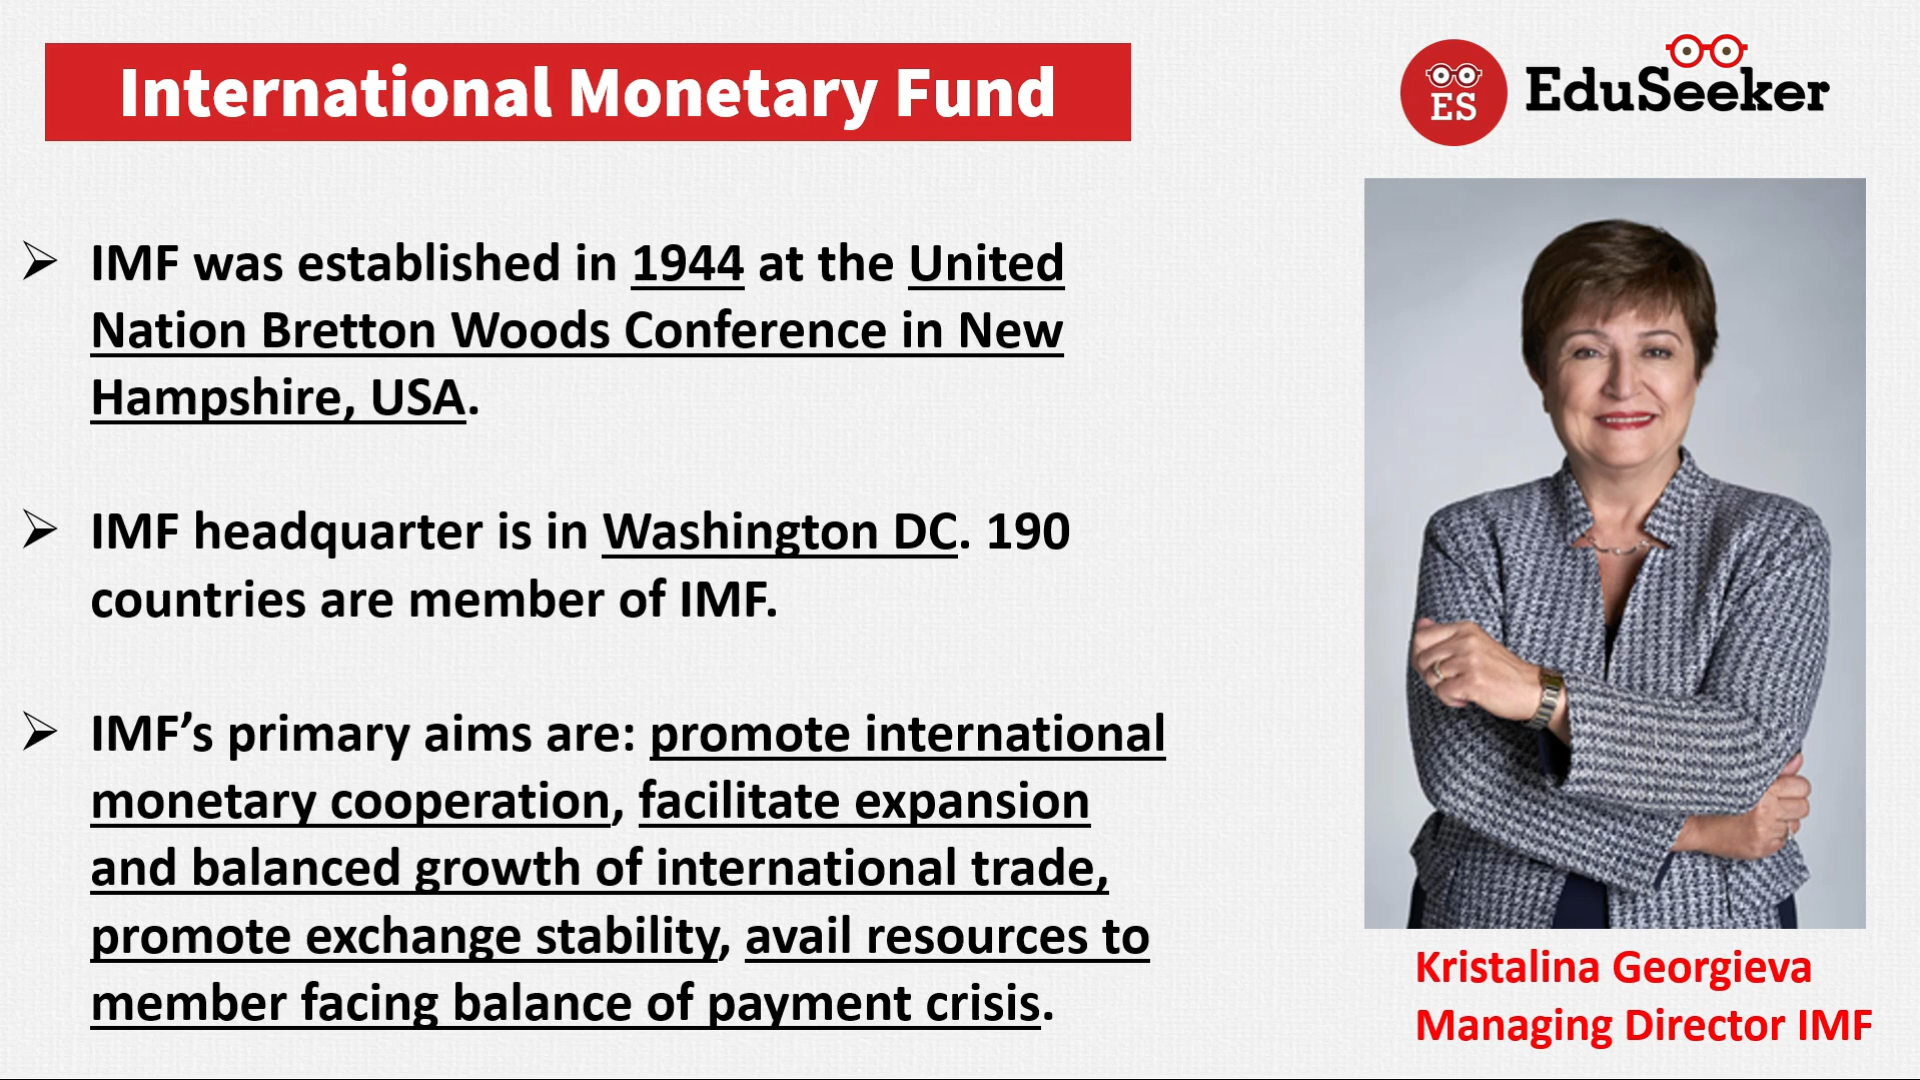 International Monetary Fund
ES
EduSeeker
➢ IMF was established in 1944 at the United
Nation Bretton Woods Conference in New
Hampshire, USA.
➢ IMF headquarter is in Washington DC. 190
countries are member of IMF.
➢ IMF’s primary aims are: promote international
monetary cooperation, facilitate expansion
and balanced growth of international trade,
promote exchange stability, avail resources to
member facing balance of payment crisis.
Kristalina Georgieva
Managing Director IMF